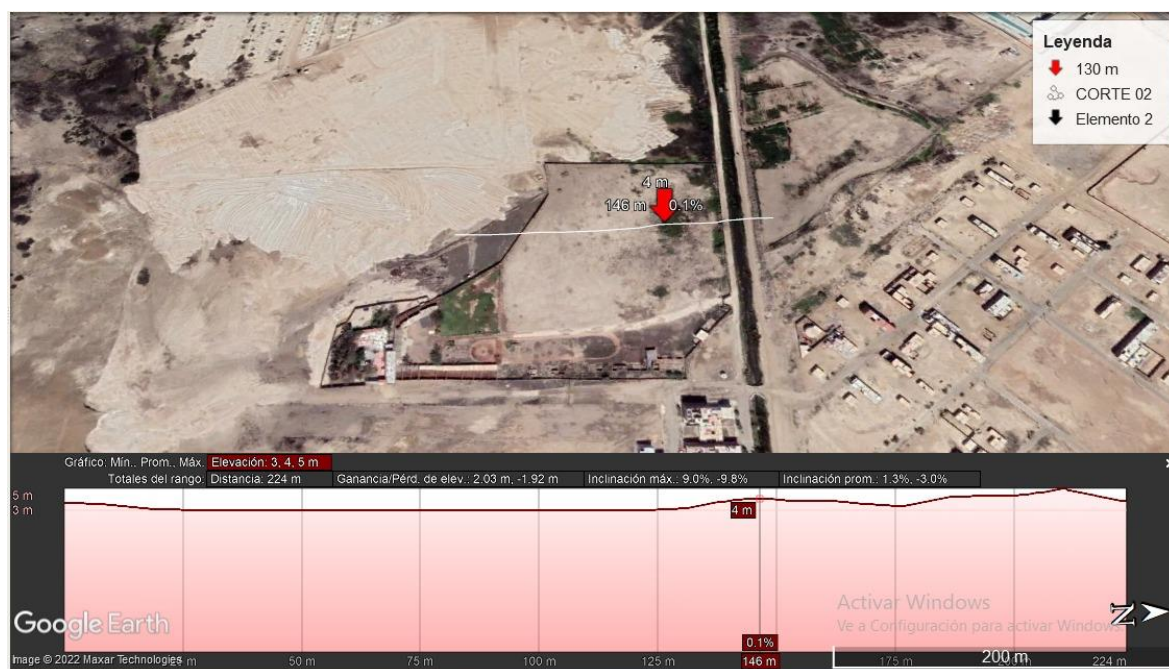 Leyenda
130 m
CORTE 02
Elemento 2
4 m
146 m 0.1%
Gráfico: Mín.. Prom.. Máx. Elevación: 3, 4, 5 m
Totales del rango: Distancia: 224 m Ganancia/Pérd. de elev.: 2.03 m, -1.92 m Inclinación máx.: 9.0%, -9.8% Inclinación prom.: 1.3%, -3.0%
5 m
3 m
4 m
Activar Windows
Ve a Configuración para activar Windows
Google Earth
N
0.1%
200 m
Image © 2022 Maxar Technologies
50 m 75 m 100 m 125 m 146 m 175 m 200 m 224 m